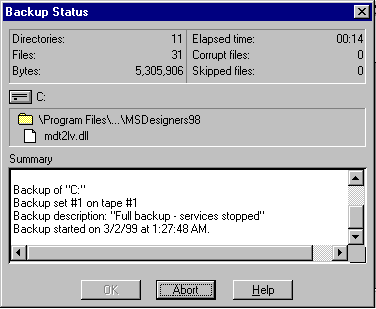 Backup Status
Directories: 11 Elapsed time: 00:14
Files: 31 Corrupt files: 0
Bytes: 5,305,906 Skipped files: 0
C:
\Program Files\...\MSDesigners98
mdt2lv.dll
Summary
Backup of "C:"
Backup set #1 on tape #1
Backup description: "Full backup - services stopped"
Backup started on 3/2/99 at 1:27:48 AM.
OK Abort Help